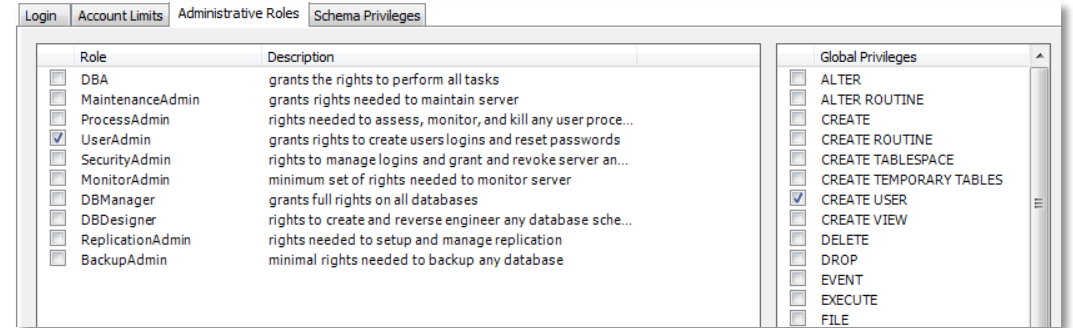 Login Account Limits Administrative Roles Schema Privileges
Role Description
DBA grants the rights to perform all tasks
MaintenanceAdmin grants rights needed to maintain server
ProcessAdmin rights needed to assess, monitor, and kill any user proce...
UserAdmin grants rights to create users logins and reset passwords
SecurityAdmin rights to manage logins and grant and revoke server an...
MonitorAdmin minimum set of rights needed to monitor server
DBManager grants full rights on all databases
DBDesigner rights to create and reverse engineer any database sche...
ReplicationAdmin rights needed to setup and manage replication
BackupAdmin minimal rights needed to backup any database
Global Privileges
ALTER
ALTER ROUTINE
CREATE
CREATE ROUTINE
CREATE TABLESPACE
CREATE TEMPORARY TABLES
CREATE USER
CREATE VIEW
DELETE
DROP
EVENT
EXECUTE
FILE